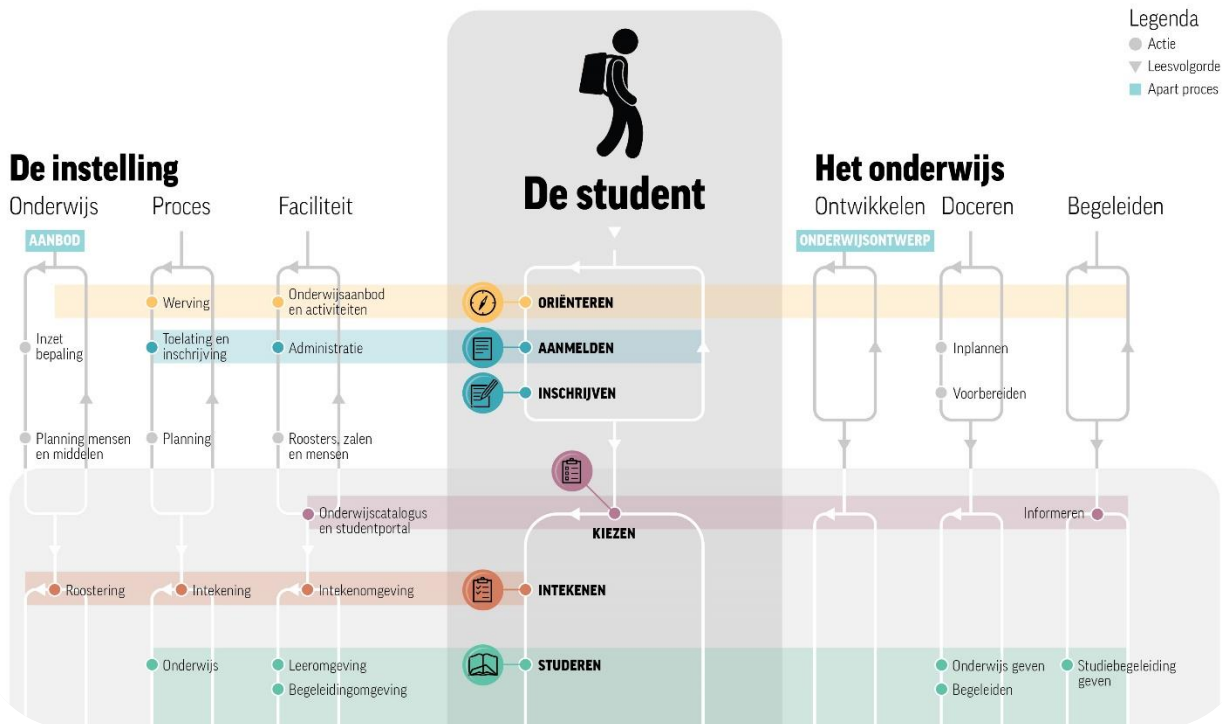 Legenda
Actie
Leesvolgorde
Apart proces
De instelling
Onderwijs
Proces
Faciliteit
De student
Het onderwijs
Ontwikkelen
Doceren
Begeleiden
AANBOD
ONDERWIJSONTWERP
Werving
Onderwijsaanbod
en activiteiten
ORIËNTEREN
Inzet
bepaling
Toelating en
inschrijving
Administratie
AANMELDEN
Inplannen
INSCHRIJVEN
Voorbereiden
Planning mensen
en middelen
Planning
Roosters, zalen
en mensen
Onderwijscatalogus
en studentportal
KIEZEN
Informeren
Roostering
Intekening
Intekenomgeving
INTEKENEN
Onderwijs
Leeromgeving
Begeleidingomgeving
STUDEREN
Onderwijs geven
Begeleiden
Studiebegeleiding
geven